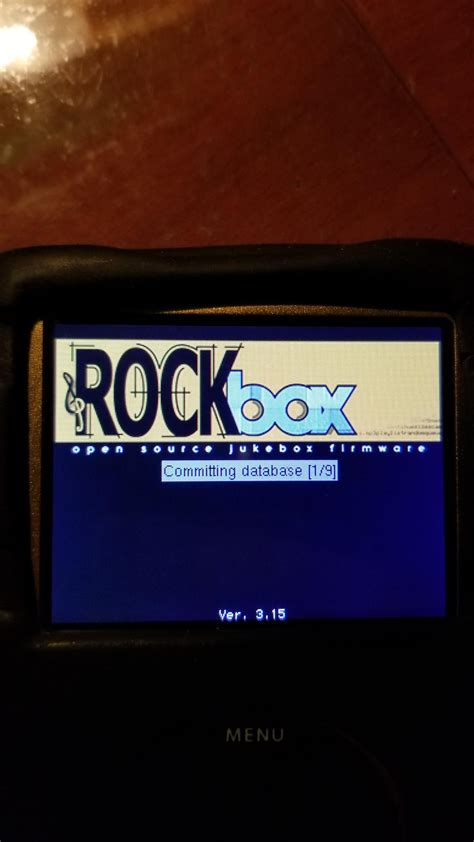 ROCKbox
open source jukebox firmware
Committing database [1/9]
Ver. 3.15
MENU